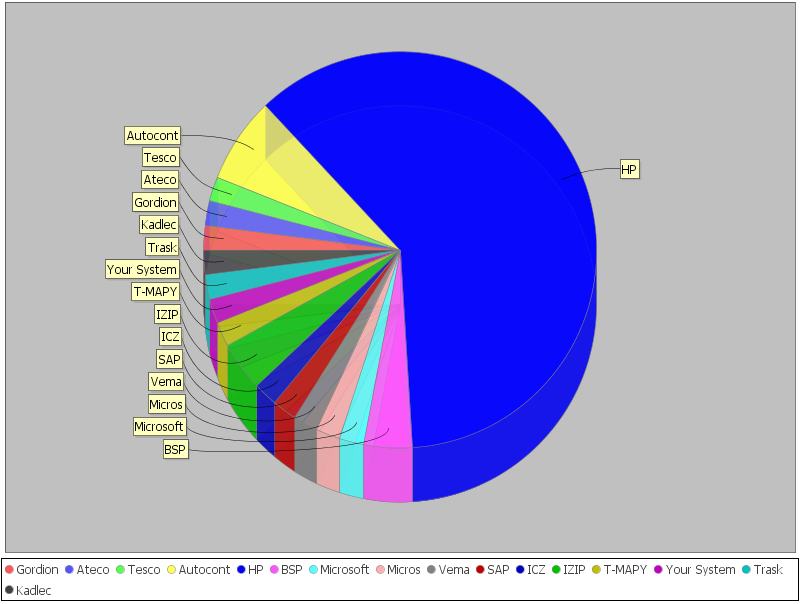 Autocont
Tesco
HP
Ateco
Gordion
Kadlec
Trask
Your System
T-MAPY
IZIP
ICZ
SAP
Vema
Micros
Microsoft
BSP
Gordion Ateco Tesco Autocont HP BSP Microsoft Micros Vema SAP ICZ IZIP T-MAPY Your System Trask
Kadlec